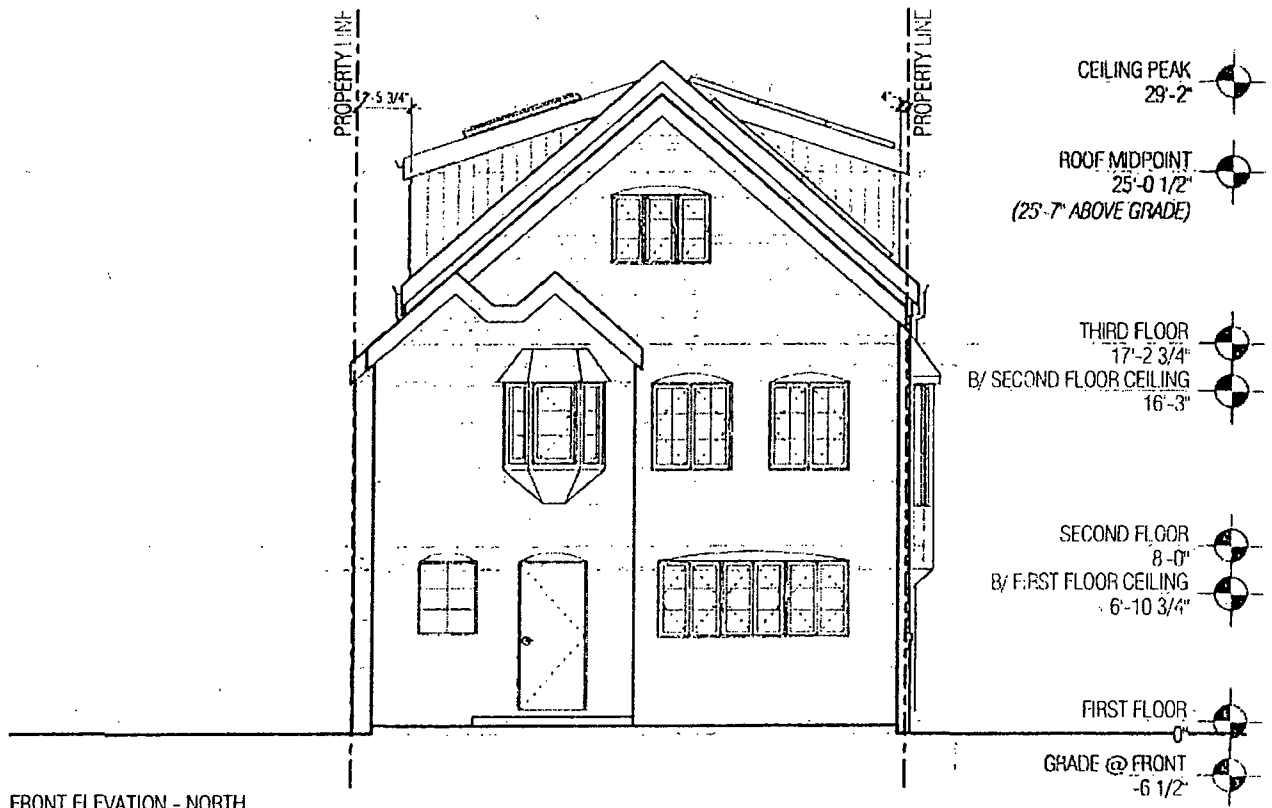 PROPERTY LINE
PROPERTY LINE
5 3/4"
4"
CEILING PEAK
29'-2"
ROOF MIDPOINT
25'-0 1/2"
(25'-7" ABOVE GRADE)
THIRD FLOOR
17'-2 3/4"
B/ SECOND FLOOR CEILING
16'-3"
SECOND FLOOR
8'-0"
B/ FIRST FLOOR CEILING
6'-10 3/4"
FIRST FLOOR
0"
GRADE @ FRONT
-6 1/2"
FRONT ELEVATION - NORTH